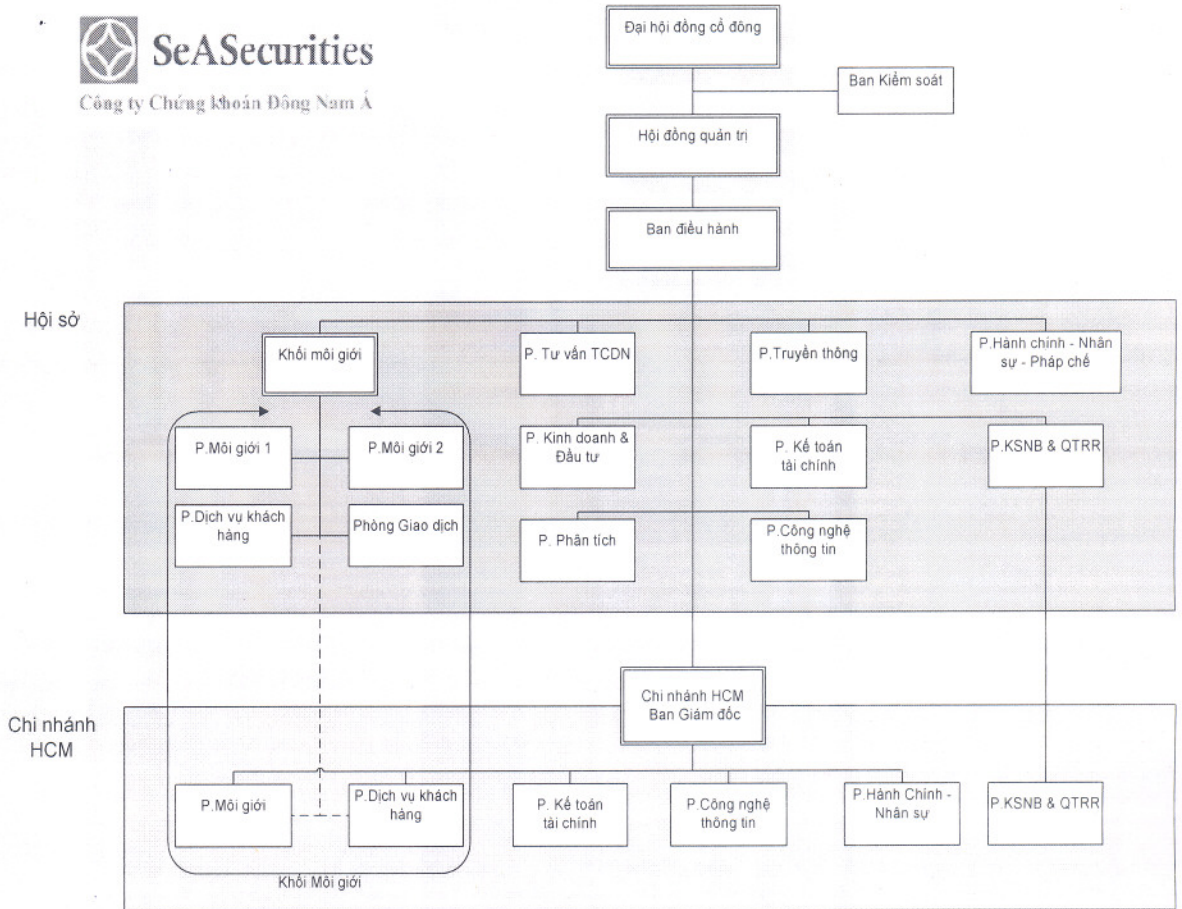 SeASecurities
Công ty Chứng khoán Đông Nam Á
Đại hội đồng cổ đông
Ban Kiểm soát
Hội đồng quản trị
Ban điều hành
Hội sở
Khối môi giới
P. Tư vấn TCDN
P.Truyền thông
P.Hành chính - Nhân
sự - Pháp chế
P.Môi giới 1
P.Môi giới 2
P. Kinh doanh &
Đầu tư
P. Kế toán
tài chính
P.KSNB & QTRR
P.Dịch vụ khách
hàng
Phòng Giao dịch
P. Phân tích
P.Công nghệ
thông tin
Chi nhánh HCM
Ban Giám đốc
Chi nhánh
HCM
P.Môi giới
P.Dịch vụ khách
hàng
P. Kế toán
tài chính
P.Công nghệ
thông tin
P.Hành Chính -
Nhân sự
P.KSNB & QTRR
Khối Môi giới